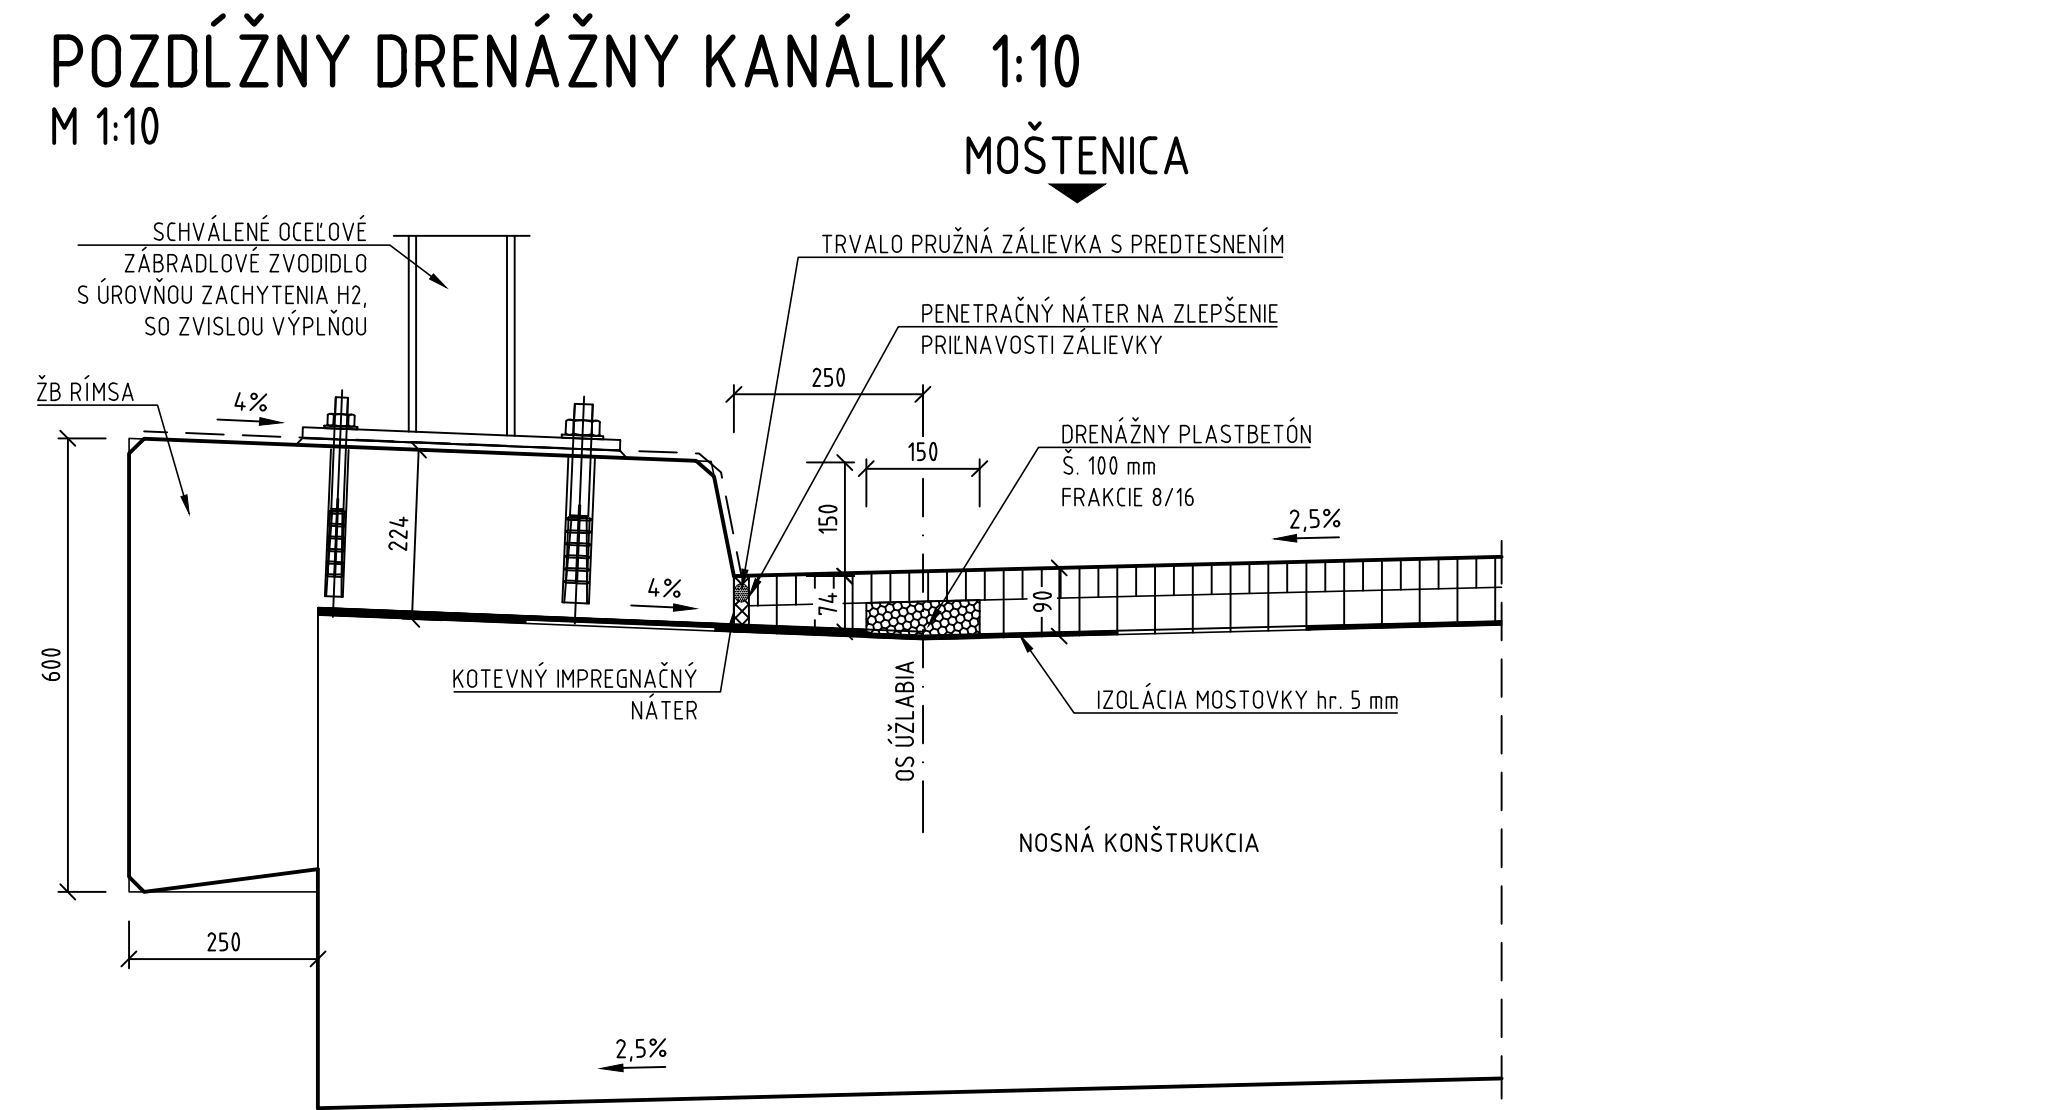 POZDĹŽNY DRENÁŽNY KANÁLIK 1:10
M 1:10
MOŠTENICA
SCHVÁLENÉ OCEĽOVÉ
ZÁBRADLOVÉ ZVODIDLO
S ÚROVŇOU ZACHYTENIA H2,
SO ZVISLOU VÝPLŇOU
TRVALO PRUŽNÁ ZÁLIEVKA S PREDTESNENÍM
PENETRAČNÝ NÁTER NA ZLEPŠENIE
PRIĽNAVOSTI ZÁLIEVKY
ŽB RÍMSA
4%
250
150
DRENÁŽNY PLASTBETÓN
Š. 100 mm
FRAKCIE 8/16
2,5%
224
150
4%
74
90
600
KOTEVNÝ IMPREGNAČNÝ
NÁTER
OS ÚŽLABIA
IZOLÁCIA MOSTOVKY hr. 5 mm
NOSNÁ KONŠTRUKCIA
250
2,5%